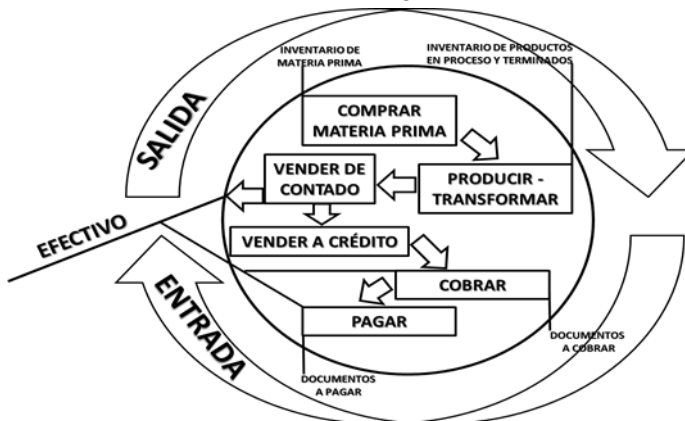 INVENTARIO DE
MATERIA PRIMA
INVENTARIO DE PRODUCTOS
EN PROCESO Y TERMINADOS
SALIDA
COMPRAR
MATERIA PRIMA
VENDER DE
CONTADO
PRODUCIR -
TRANSFORMAR
EFECTIVO
VENDER A CRÉDITO
COBRAR
ENTRADA
PAGAR
DOCUMENTOS
A COBRAR
DOCUMENTOS
A PAGAR